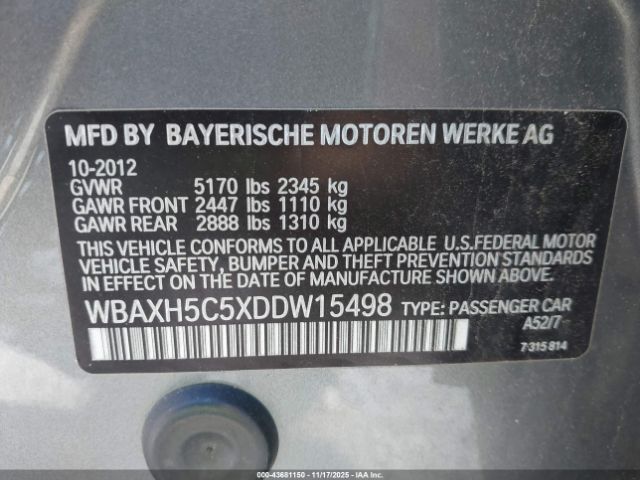 MFD BY BAYERISCHE MOTOREN WERKE AG
10-2012
GVWR 5170 lbs 2345 kg
GAWR FRONT 2447 lbs 1110 kg
GAWR REAR 2888 lbs 1310 kg
THIS VEHICLE CONFORMS TO ALL APPLICABLE U.S.FEDERAL MOTOR
VEHICLE SAFETY, BUMPER AND THEFT PREVENTION STANDARDS
IN EFFECT ON THE DATE OF MANUFACTURE SHOWN ABOVE.
WBAXH5C5XDDW15498 TYPE: PASSENGER CAR
A52/7
7 315 814
000-43681150 - 11/17/2025 - IAAI.COM